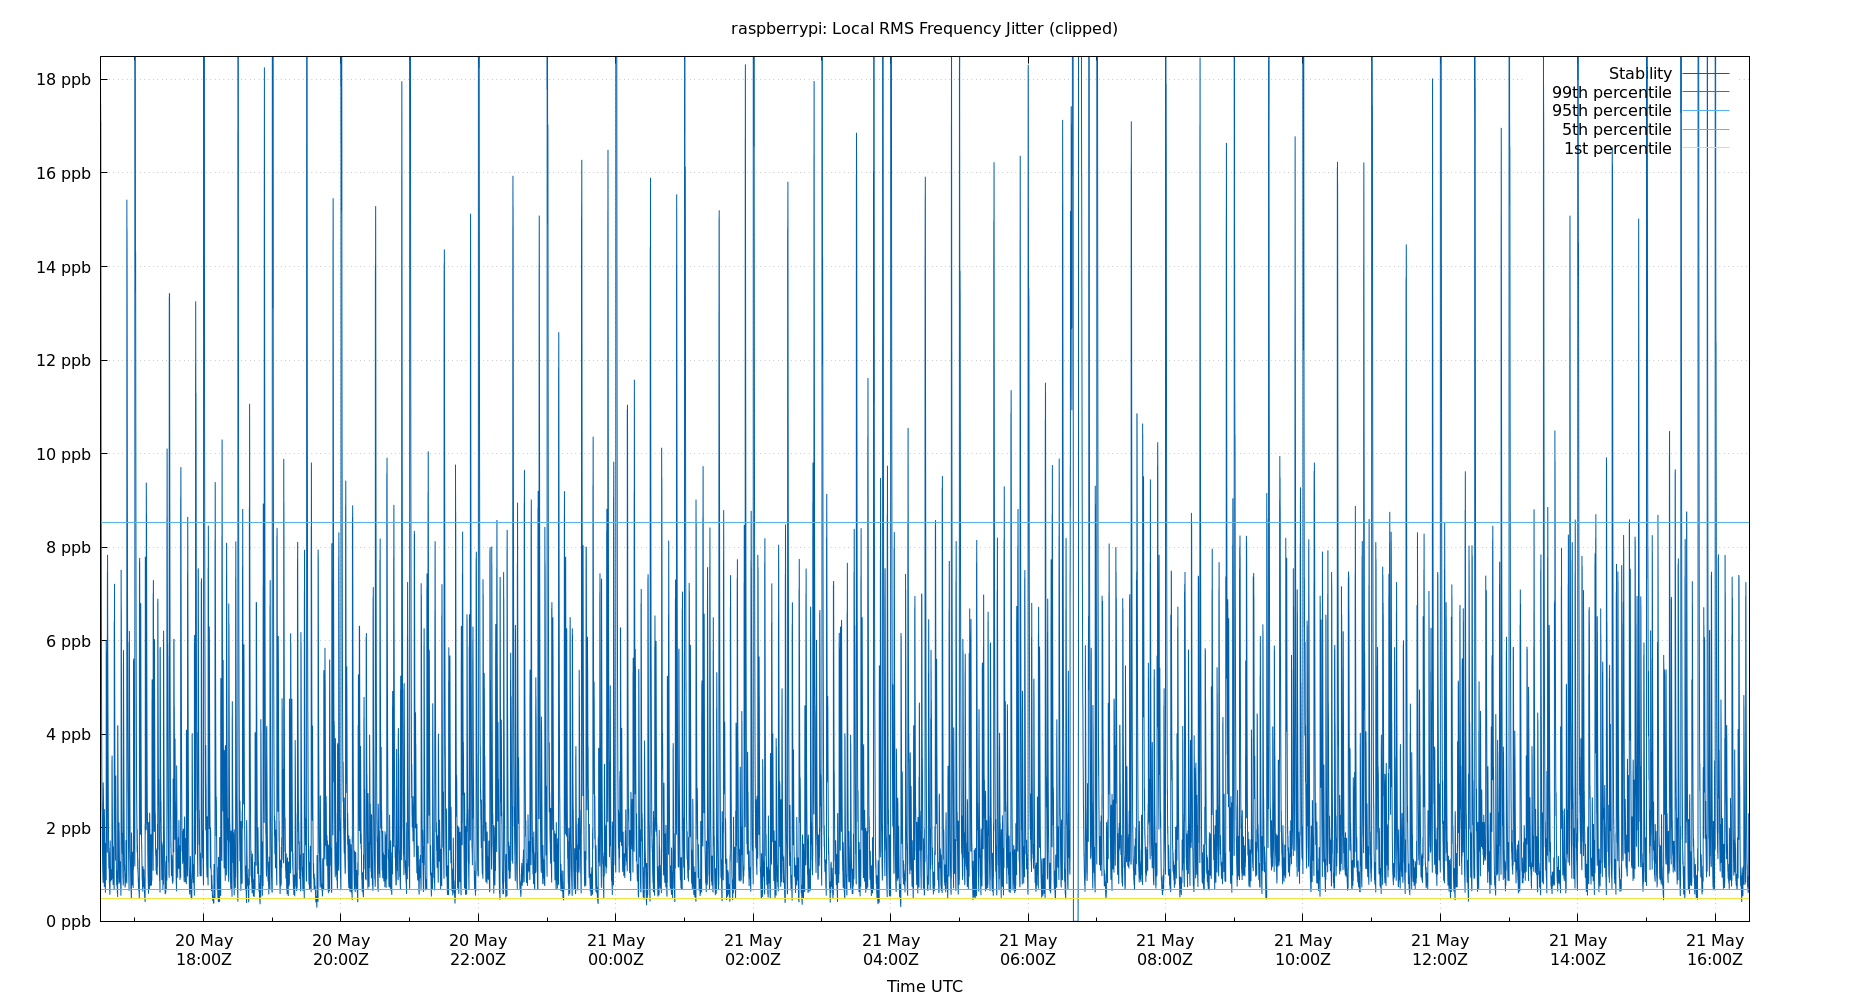 raspberrypi: Local RMS Frequency Jitter (clipped)
18 ppb
16 ppb
14 ppb
12 ppb
10 ppb
8 ppb
6 ppb
4 ppb
2 ppb
0 ppb
Stability
99th percentile
95th percentile
5th percentile
1st percentile
20 May 20 May 20 May 21 May 21 May 21 May 21 May 21 May 21 May 21 May 21 May 21 May
18:00Z 20:00Z 22:00Z 00:00Z 02:00Z 04:00Z 06:00Z 08:00Z 10:00Z 12:00Z 14:00Z 16:00Z
Time UTC